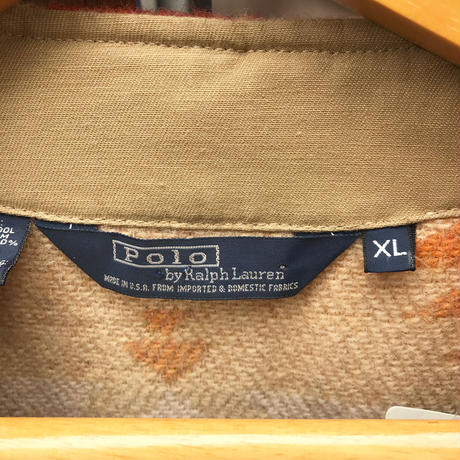 Polo
by Ralph Lauren
MADE IN U.S.A. FROM IMPORTED & DOMESTIC FABRICS
XL